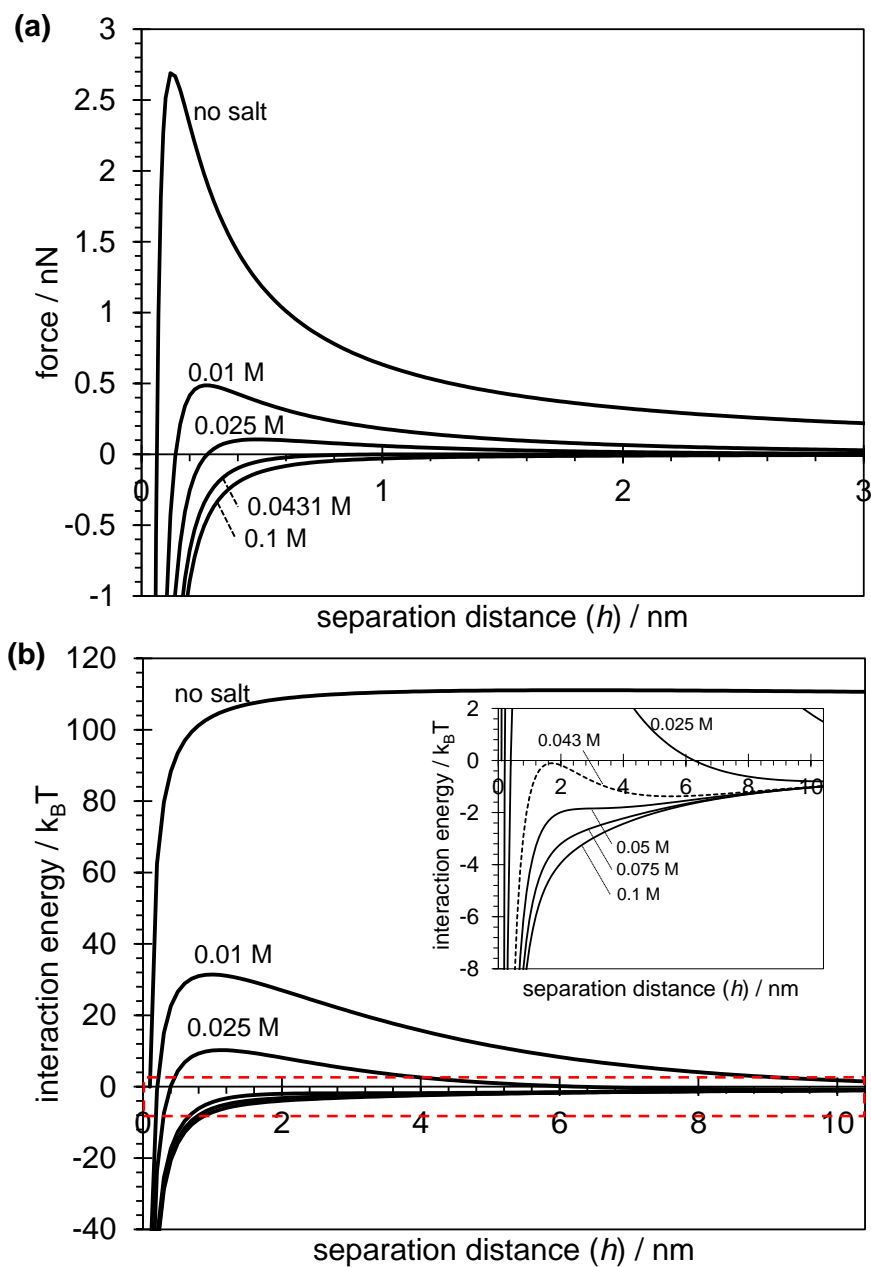 (a)
3
2.5
2
1.5
1
0.5
0
-0.5
-1
force / nN
no salt
0.01 M
0.025 M
0.0431 M
0.1 M
0 1 2 3
separation distance (h) / nm
(b)
120
100
80
60
40
20
0
-20
-40
interaction energy / kBT
no salt
0.01 M
0.025 M
0 2 4 6 8 10
separation distance (h) / nm
2
0
-2
-4
-6
-8
interaction energy / kBT
0.025 M
0.043 M
0 2 4 6 8 10
0.05 M
0.075 M
0.1 M
separation distance (h) / nm